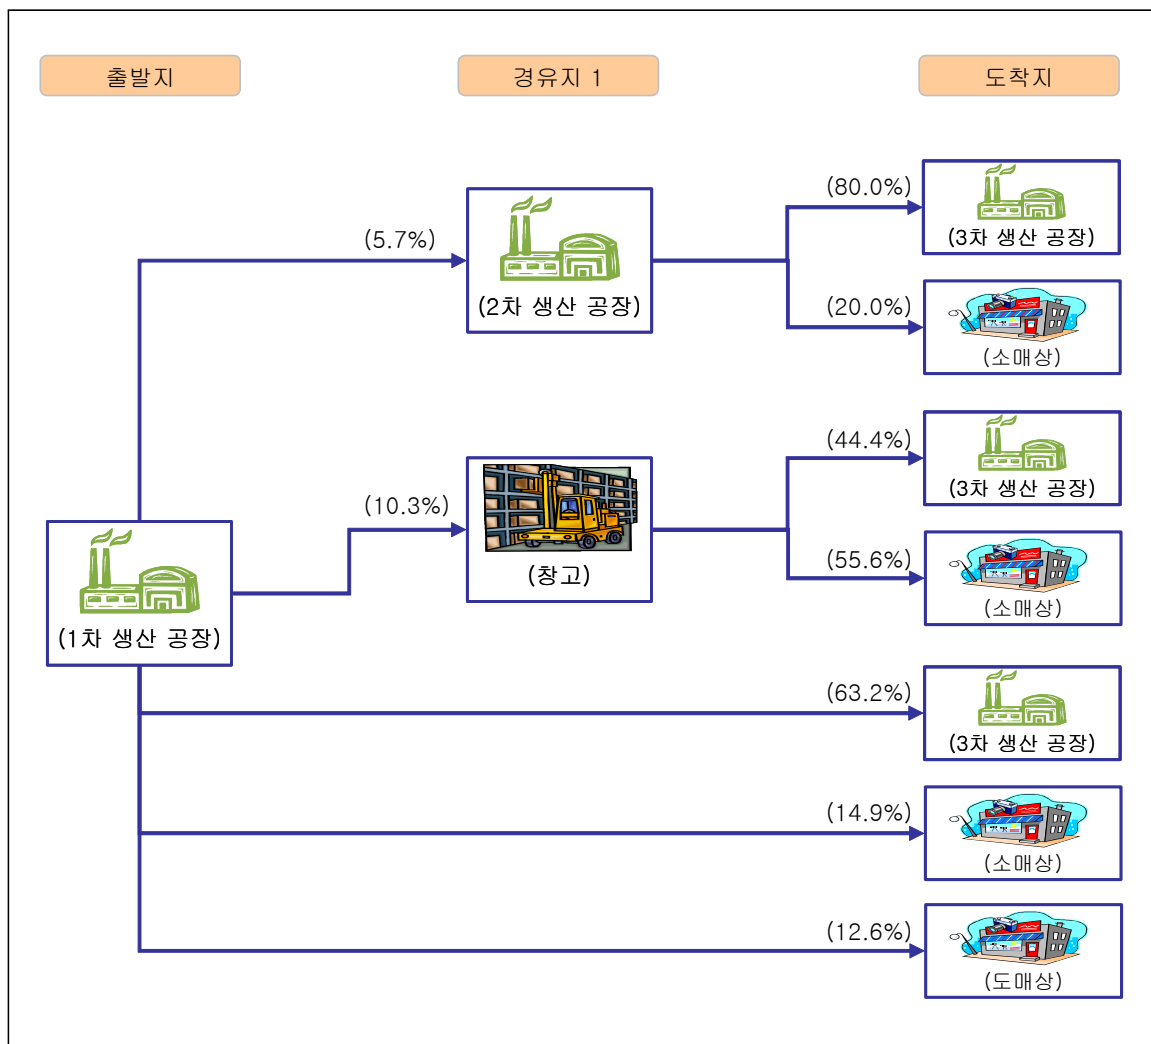 출발지
경유지 1
도착지
(5.7%)
(2차 생산 공장)
(80.0%)
(3차 생산 공장)
(20.0%)
(소매상)
(10.3%)
(창고)
(44.4%)
(3차 생산 공장)
(55.6%)
(소매상)
(1차 생산 공장)
(63.2%)
(3차 생산 공장)
(14.9%)
(소매상)
(12.6%)
(도매상)